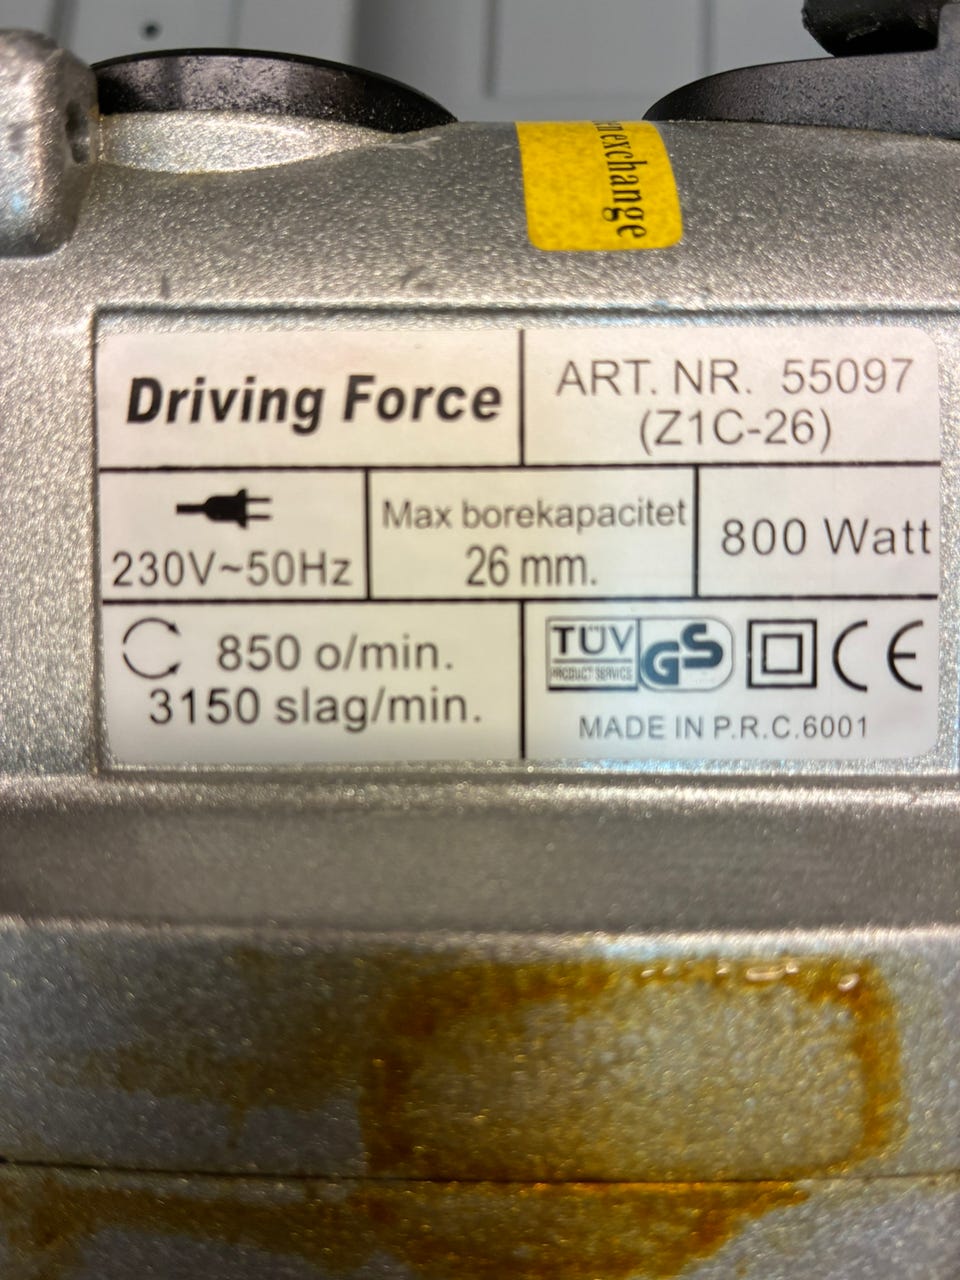 exchange
Driving Force
ART. NR. 55097
(Z1C-26)
230V~50Hz
Max borekapacitet
26 mm.
800 Watt
850 o/min.
3150 slag/min.
TÜV
PRODUCT SERVICE
GS
CE
MADE IN P.R.C.6001